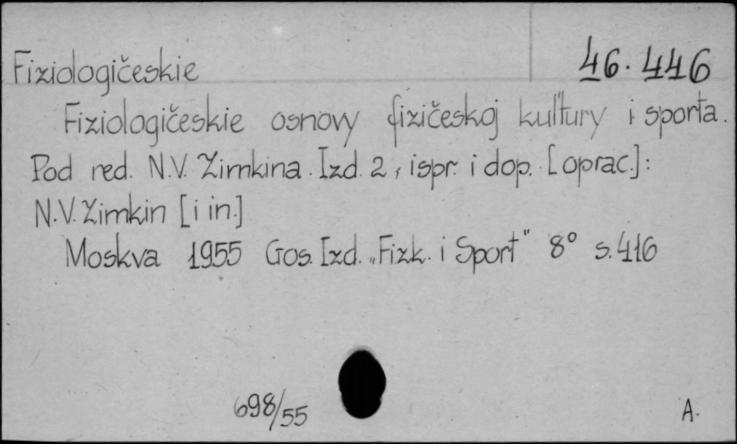 Fiziologičeskie 46.446
Fiziologičeskie osnovy fizičeskoj kul'tury i sporta.
Pod red. N.V. Zimkina. Izd. 2, ispr. i dop. [oprac.]:
N.V. Zimkin [i in.]
Moskva 1955 Gos. Izd. „Fizk. i Sport" 8° s. 416
698/55 A.